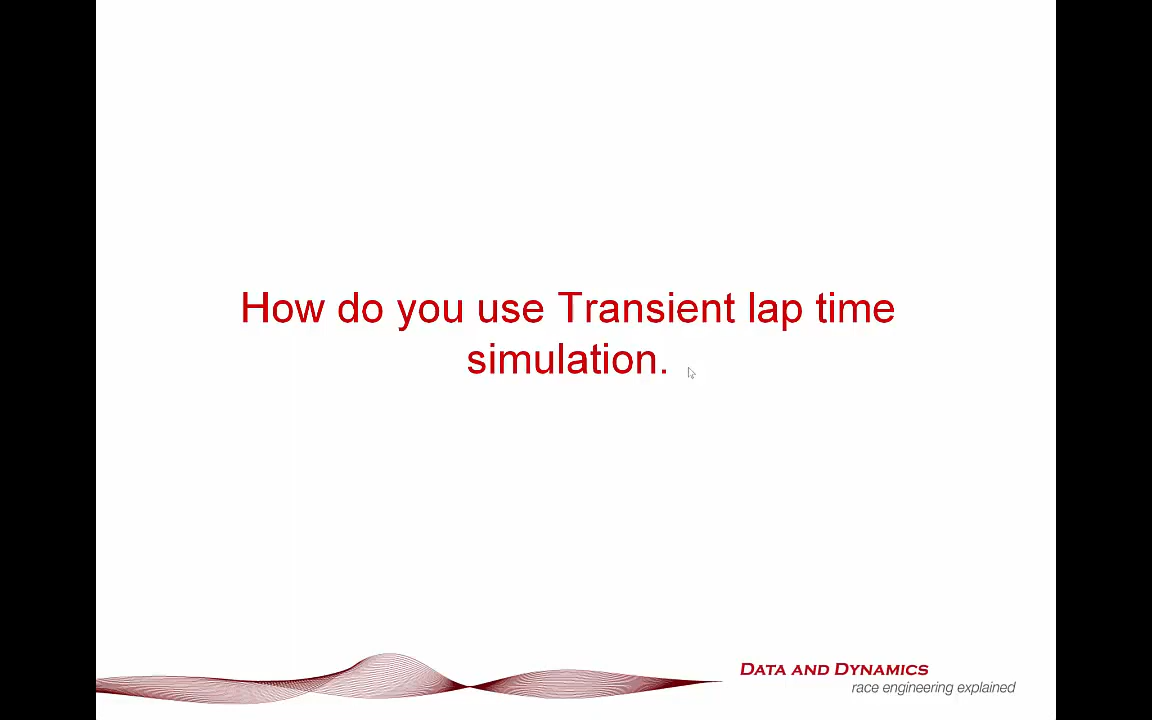 How do you use Transient lap time
simulation.
DATA AND DYNAMICS
race engineering explained